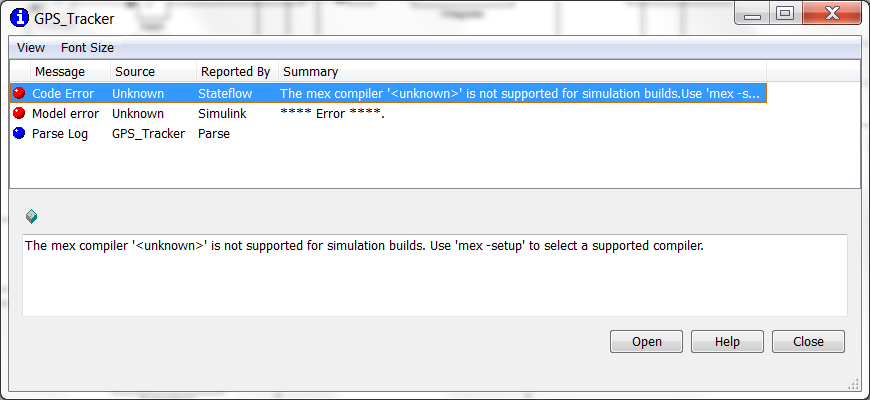 GPS_Tracker
View Font Size
Message Source Reported By Summary
Code Error Unknown Stateflow The mex compiler '<unknown>' is not supported for simulation builds.Use 'mex -s...
Model error Unknown Simulink **** Error ****.
Parse Log GPS_Tracker Parse
The mex compiler '<unknown>' is not supported for simulation builds. Use 'mex -setup' to select a supported compiler.
Open Help Close